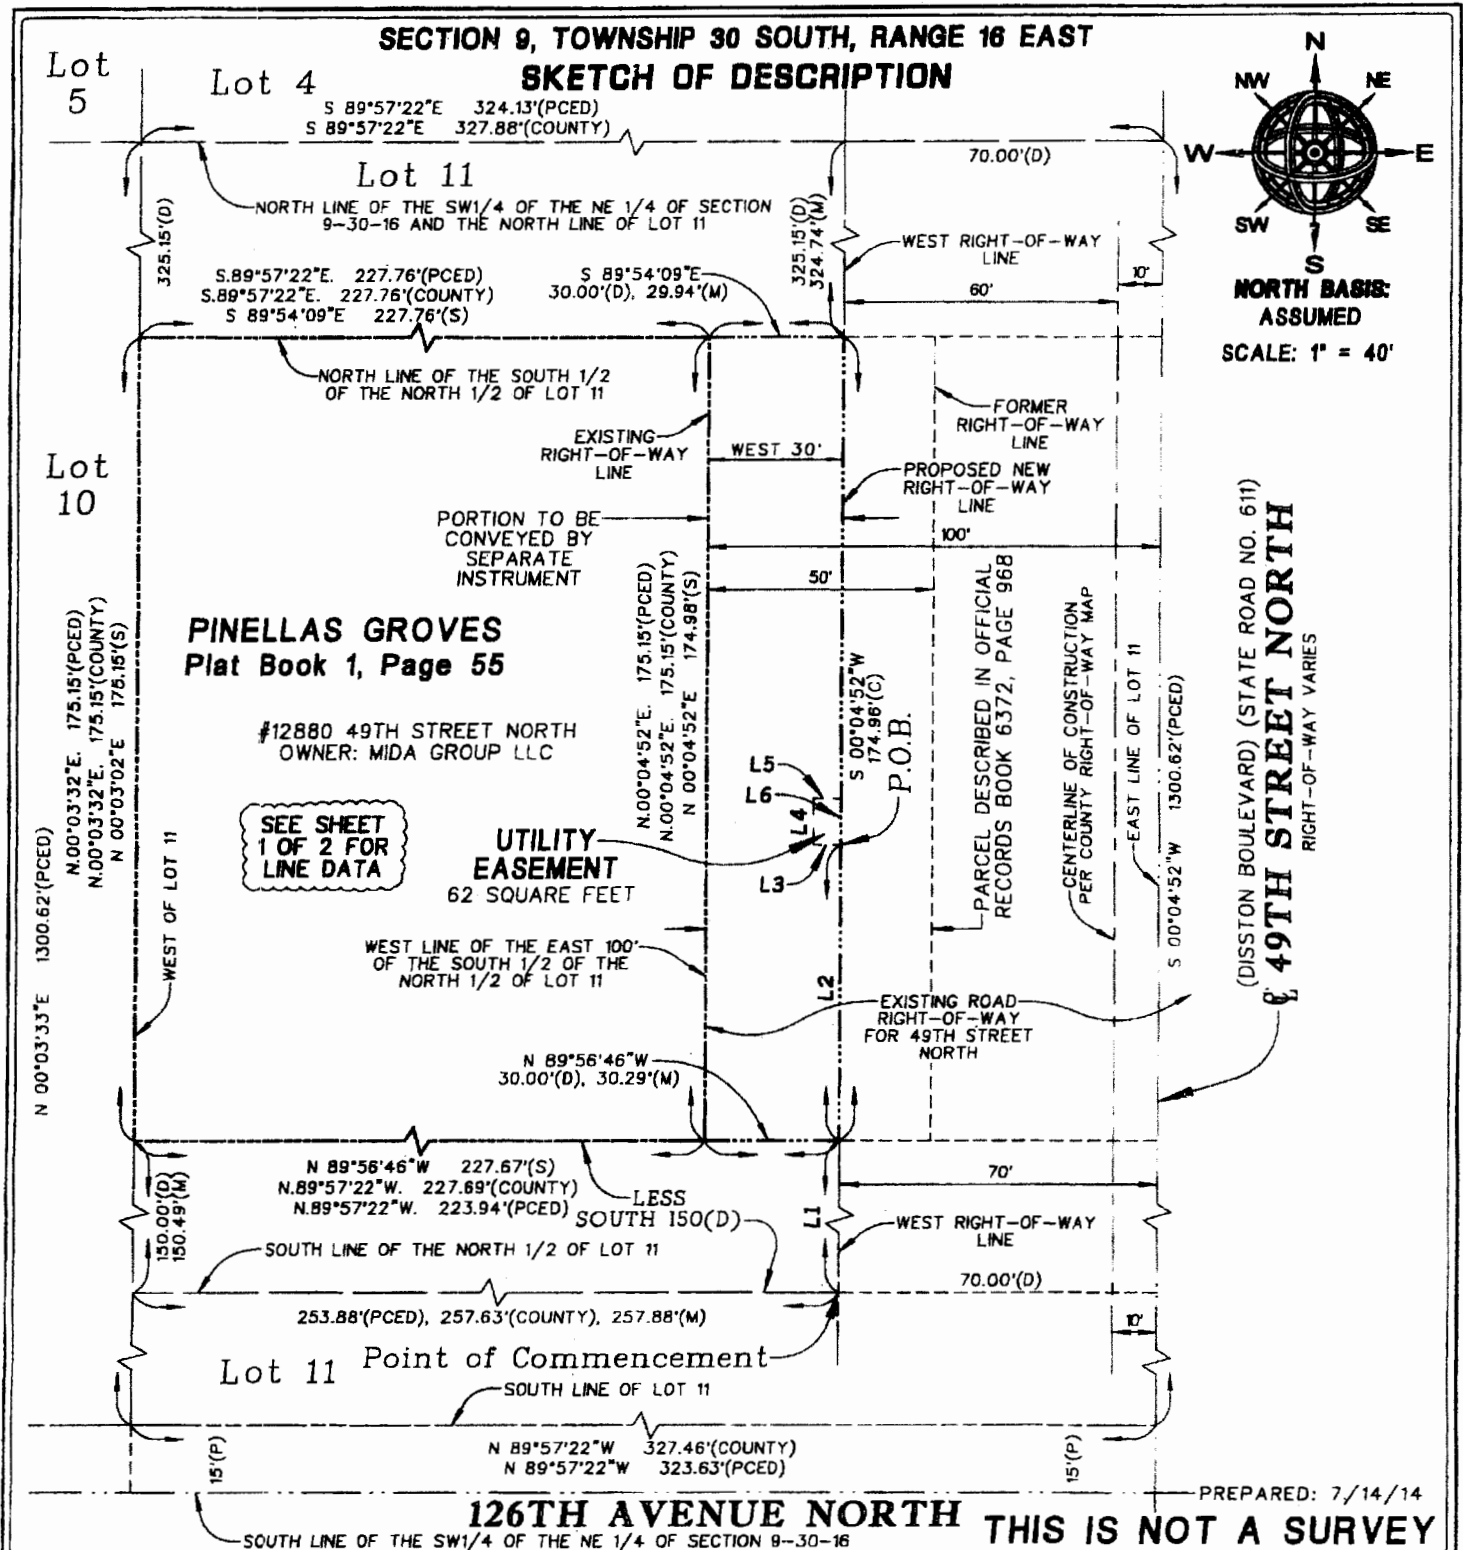 SECTION 9, TOWNSHIP 30 SOUTH, RANGE 16 EAST
SKETCH OF DESCRIPTION
Lot
5
Lot 4
S 89°57'22"E 324.13'(PCED)
S 89°57'22"E 327.88'(COUNTY)
70.00'(D)
N
NW
NE
W
E
SW
SE
S
NORTH BASIS:
ASSUMED
SCALE: 1" = 40'
Lot 11
NORTH LINE OF THE SW1/4 OF THE NE 1/4 OF SECTION
9-30-16 AND THE NORTH LINE OF LOT 11
325.15'(D)
325.15'(D)
324.74'(M)
WEST RIGHT-OF-WAY
LINE
10'
60'
S.89°57'22"E. 227.76'(PCED)
S.89°57'22"E. 227.76'(COUNTY)
S 89°54'09"E 227.76'(S)
S 89°54'09"E
30.00'(D), 29.94'(M)
NORTH LINE OF THE SOUTH 1/2
OF THE NORTH 1/2 OF LOT 11
FORMER
RIGHT-OF-WAY
LINE
EXISTING
RIGHT-OF-WAY
LINE
WEST 30'
PROPOSED NEW
RIGHT-OF-WAY
LINE
Lot
10
PORTION TO BE
CONVEYED BY
SEPARATE
INSTRUMENT
100'
50'
PINELLAS GROVES
Plat Book 1, Page 55
#12880 49TH STREET NORTH
OWNER: MIDA GROUP LLC
N.00°03'32"E. 175.15'(PCED)
N.00°03'32"E. 175.15'(COUNTY)
N 00°03'02"E 175.15'(S)
N.00°04'52"E. 175.15'(PCED)
N.00°04'52"E. 175.15'(COUNTY)
N 00°04'52"E 174.98'(S)
S 00°04'52"W
174.96'(C)
P.O.B.
PARCEL DESCRIBED IN OFFICIAL
RECORDS BOOK 6372, PAGE 968
CENTERLINE OF CONSTRUCTION
PER COUNTY RIGHT-OF-WAY MAP
EAST LINE OF LOT 11
S 00°04'52"W 1300.62'(PCED)
(DISSTON BOULEVARD) (STATE ROAD NO. 611)
℄ 49TH STREET NORTH
RIGHT-OF-WAY VARIES
L5
L6
L4
L3
SEE SHEET
1 OF 2 FOR
LINE DATA
UTILITY
EASEMENT
62 SQUARE FEET
N 00°03'33"E 1300.62'(PCED)
WEST OF LOT 11
WEST LINE OF THE EAST 100'
OF THE SOUTH 1/2 OF THE
NORTH 1/2 OF LOT 11
L2
EXISTING ROAD
RIGHT-OF-WAY
FOR 49TH STREET
NORTH
N 89°56'46"W
30.00'(D), 30.29'(M)
N 89°56'46"W 227.67'(S)
N.89°57'22"W. 227.69'(COUNTY)
N.89°57'22"W. 223.94'(PCED)
LESS
SOUTH 150(D)
70'
150.00'(D)
150.49'(M)
L1
WEST RIGHT-OF-WAY
LINE
SOUTH LINE OF THE NORTH 1/2 OF LOT 11
70.00'(D)
253.88'(PCED), 257.63'(COUNTY), 257.88'(M)
10'
Lot 11
Point of Commencement
SOUTH LINE OF LOT 11
15'(P)
N 89°57'22"W 327.46'(COUNTY)
N 89°57'22"W 323.63'(PCED)
15'(P)
126TH AVENUE NORTH
PREPARED: 7/14/14
SOUTH LINE OF THE SW1/4 OF THE NE 1/4 OF SECTION 9-30-16
THIS IS NOT A SURVEY